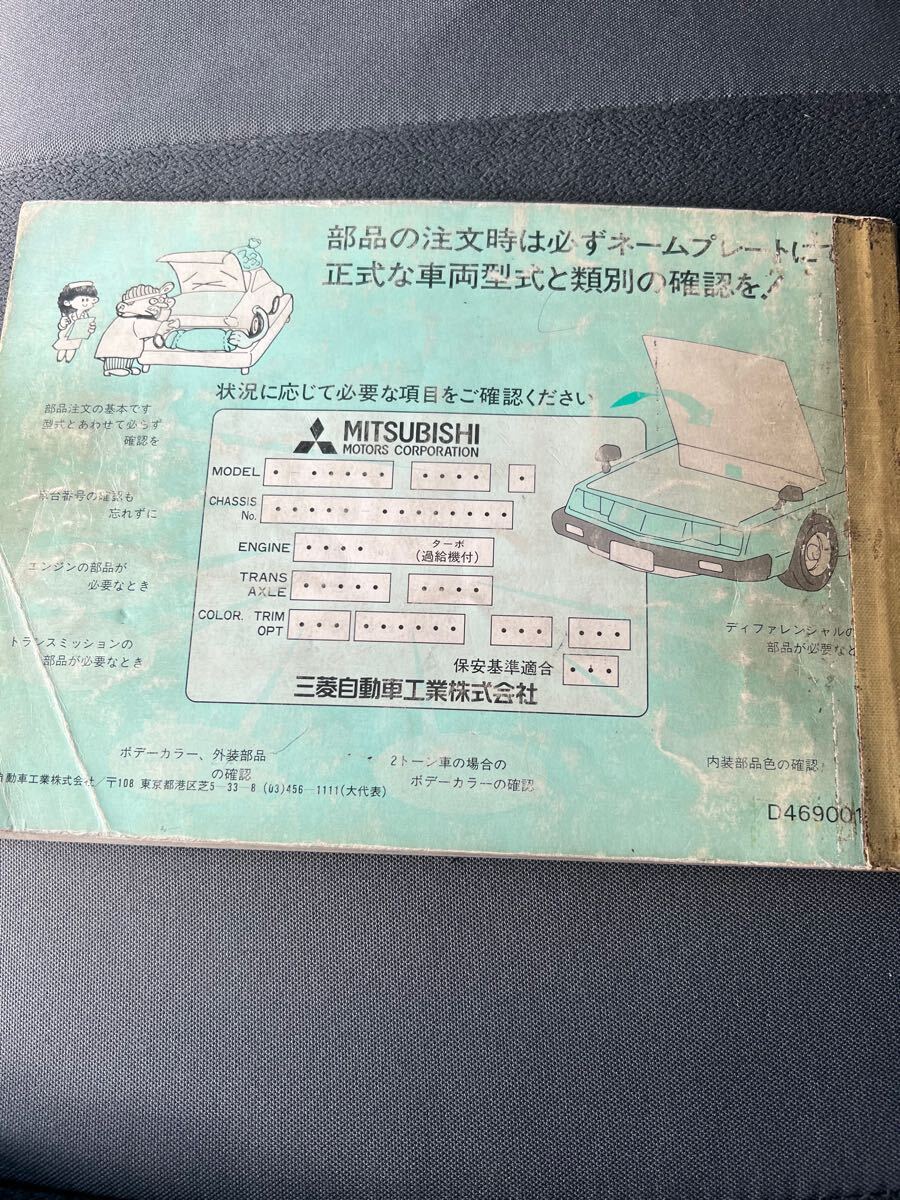 部品の注文時は必ずネームプレートにて
正式な車両型式と類別の確認を！
状況に応じて必要な項目をご確認ください
部品注文の基本です
型式とあわせて必らず
確認を
MITSUBISHI
MOTORS CORPORATION
MODEL
車台番号の確認も
忘れずに
CHASSIS
No.
エンジンの部品が
必要なとき
ENGINE
ターボ
(過給機付)
TRANS
AXLE
トランスミッションの
部品が必要なとき
COLOR. TRIM
OPT
ディファレンシャルの
部品が必要なと
保安基準適合
三菱自動車工業株式会社
ボデーカラー、外装部品
の確認
2トーン車の場合の
ボデーカラーの確認
内装部品色の確認
自動車工業株式会社 〒108 東京都港区芝5-33-8 (03)456-1111(大代表)
D469001